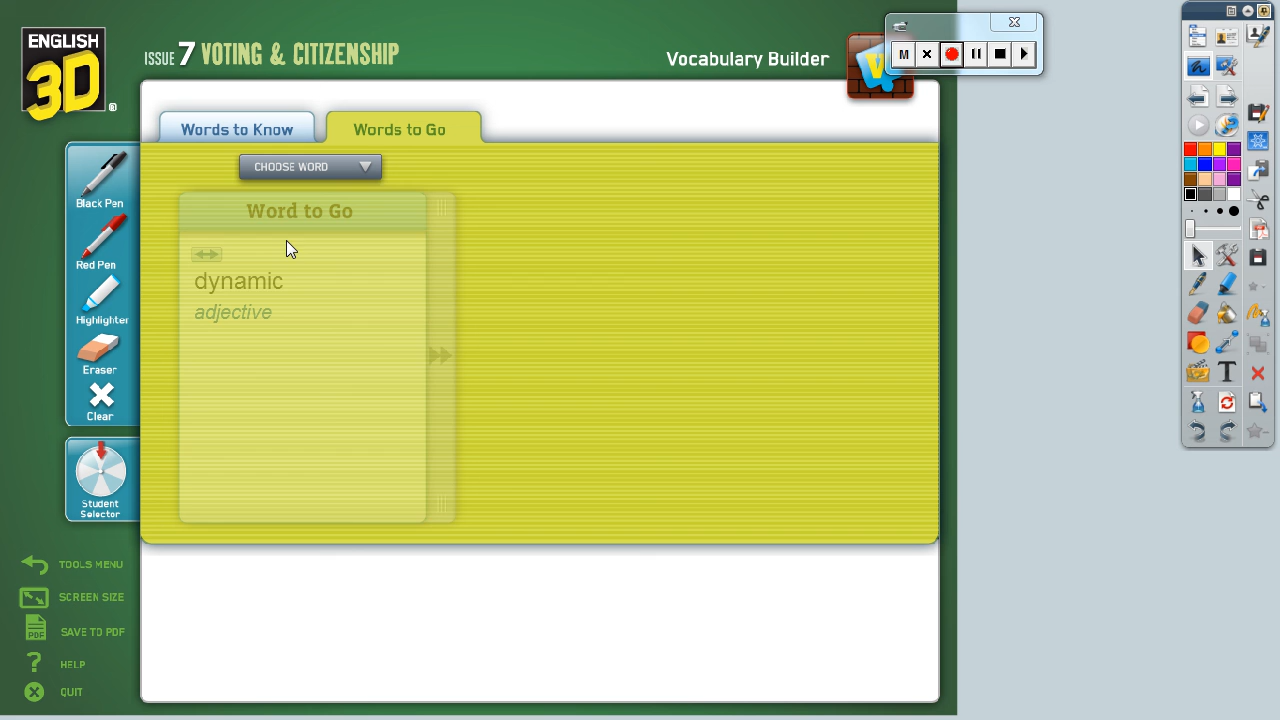 ENGLISH
3D
®
ISSUE 7 VOTING & CITIZENSHIP
Vocabulary Builder
V
M
Words to Know
Words to Go
CHOOSE WORD
Word to Go
dynamic
adjective
Black Pen
Red Pen
Highlighter
Eraser
Clear
Student
Selector
TOOLS MENU
SCREEN SIZE
PDF
SAVE TO PDF
? HELP
QUIT
T